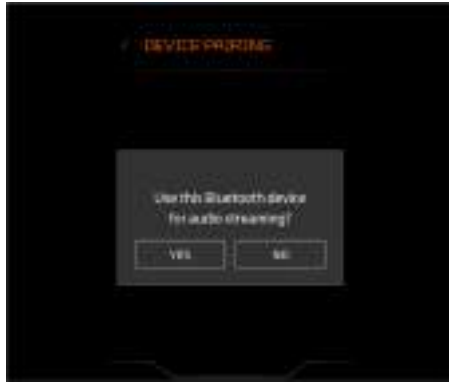 DEVICE PAIRING
Use this Bluetooth device
for audio streaming?
YES
NO